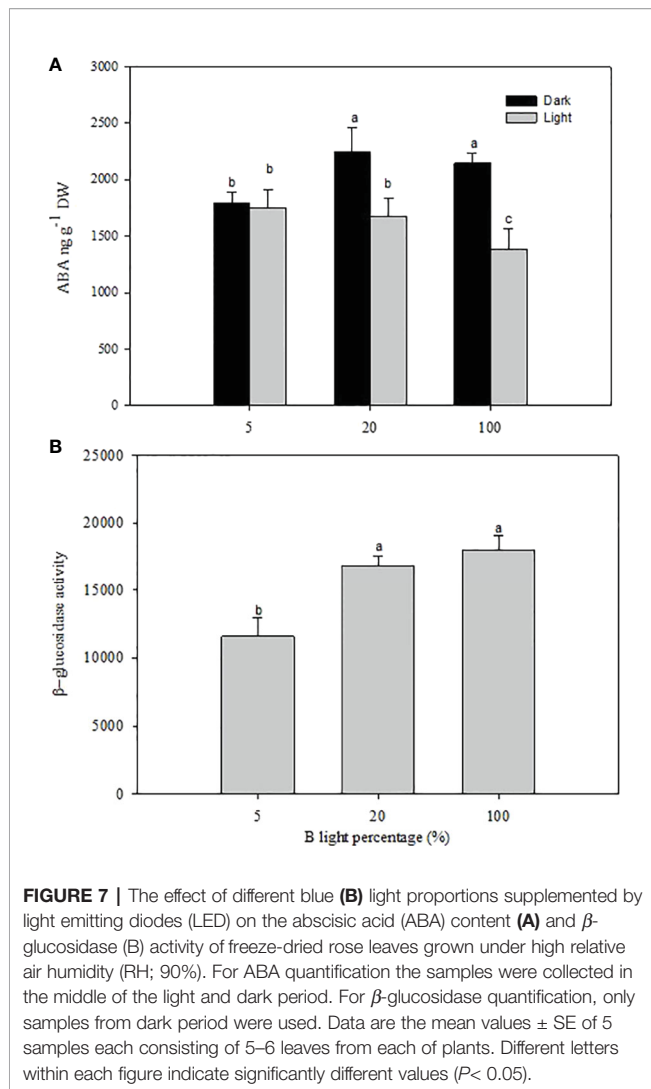 A
3000
2500
2000
1500
1000
500
0
ABA ng g⁻¹ DW
Dark
Light
b b
a b
a c
5 20 100
B
25000
20000
15000
10000
5000
0
β-glucosidase activity
b a a
5 20 100
B light percentage (%)
FIGURE 7 | The effect of different blue (B) light proportions supplemented by
light emitting diodes (LED) on the abscisic acid (ABA) content (A) and β-
glucosidase (B) activity of freeze-dried rose leaves grown under high relative
air humidity (RH; 90%). For ABA quantification the samples were collected in
the middle of the light and dark period. For β-glucosidase quantification, only
samples from dark period were used. Data are the mean values ± SE of 5
samples each consisting of 5–6 leaves from each of plants. Different letters
within each figure indicate significantly different values (P< 0.05).